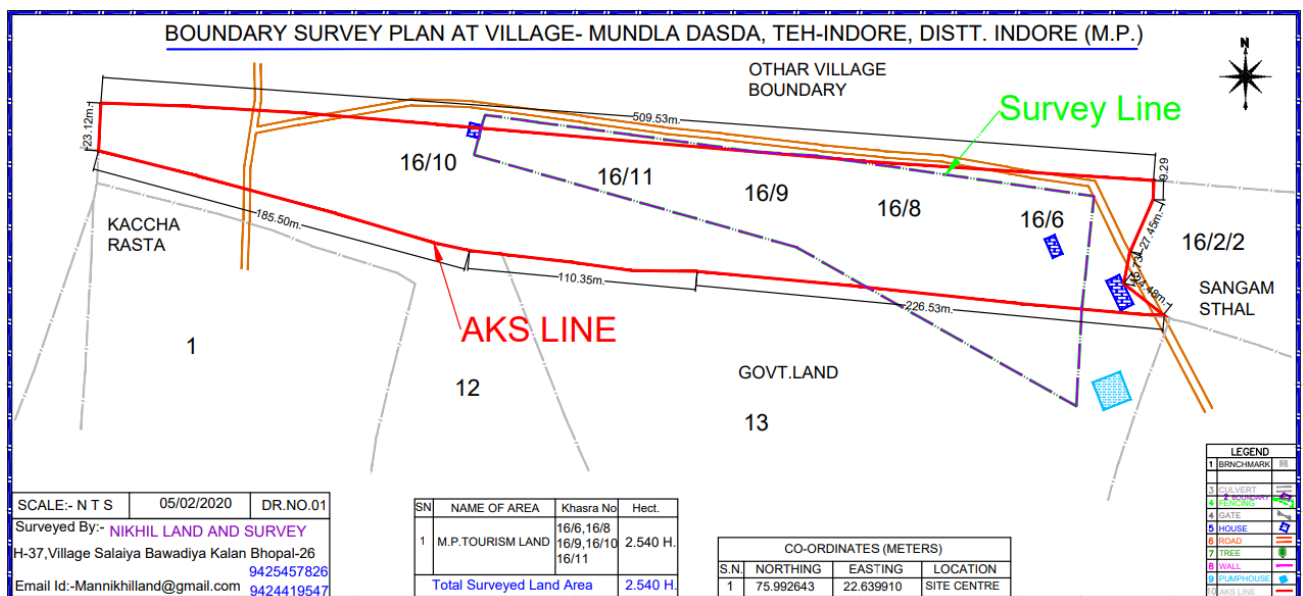 BOUNDARY SURVEY PLAN AT VILLAGE- MUNDLA DASDA, TEH-INDORE, DISTT. INDORE (M.P.)
N
OTHAR VILLAGE
BOUNDARY
Survey Line
509.53m.
23.12m.
9.29
16/10
16/11
16/9
16/8
16/6
27.45m.
16/2/2
KACCHA
RASTA
185.50m.
24.48m.
SANGAM
STHAL
110.35m.
226.53m.
AKS LINE
1
12
GOVT.LAND
13
SCALE:- N T S 05/02/2020 DR.NO.01
Surveyed By:- NIKHIL LAND AND SURVEY
H-37,Village Salaiya Bawadiya Kalan Bhopal-26
9425457826
Email Id:-Mannikhilland@gmail.com 9424419547
SN NAME OF AREA Khasra No Hect.
1 M.P.TOURISM LAND 16/6,16/8 2.540 H.
16/9,16/10
16/11
Total Surveyed Land Area 2.540 H.
CO-ORDINATES (METERS)
S.N. NORTHING EASTING LOCATION
1 75.992643 22.639910 SITE CENTRE
LEGEND
1 BRNCHMARK
3 CULVERT
2 BOUNDARY
4 FENCING
4 GATE
5 HOUSE
6 ROAD
7 TREE
8 WALL
9 PUMPHOUSE
10 AKS LINE